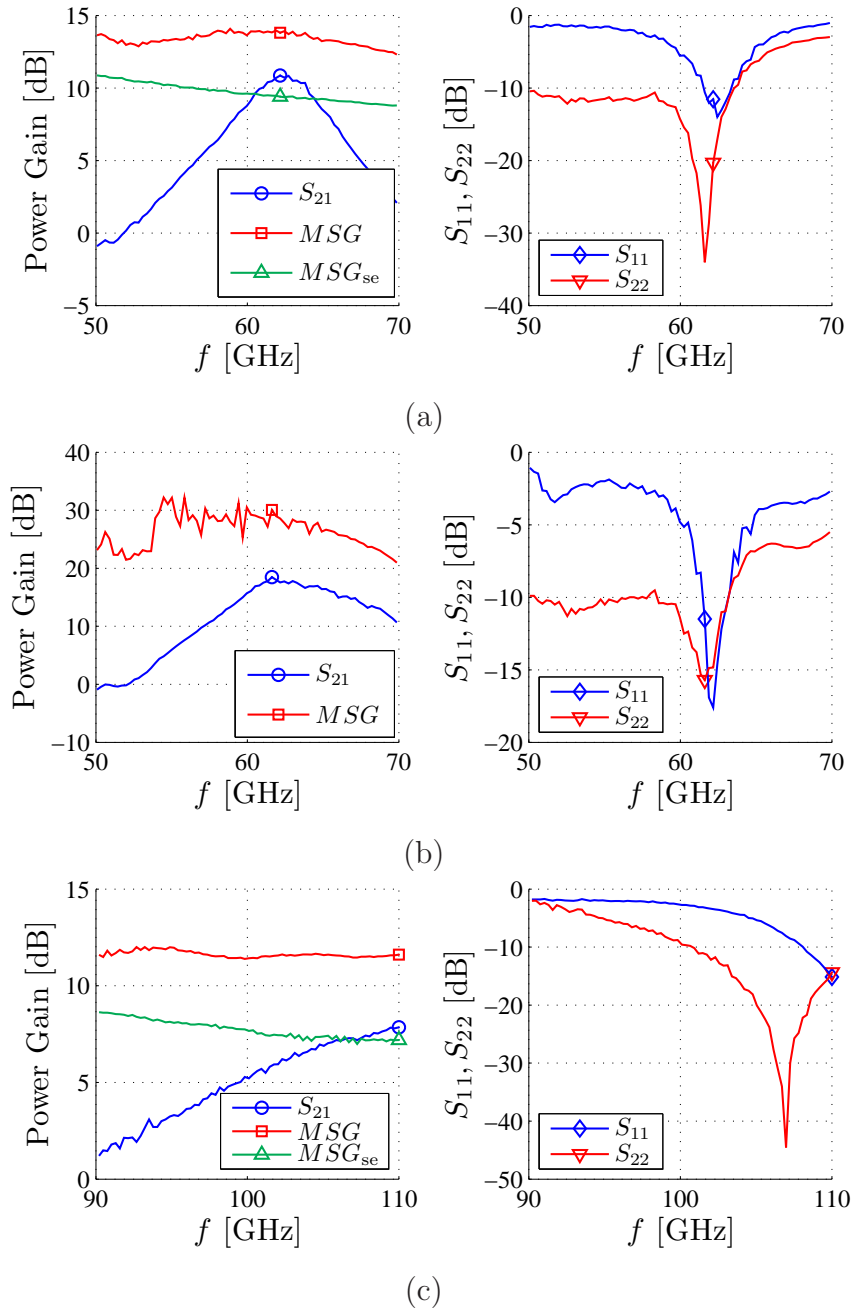 Power Gain [dB]
15
10
5
0
−5
50
60
70
f [GHz]
S21
MSG
MSGse
S11, S22 [dB]
0
−10
−20
−30
−40
50
60
70
f [GHz]
S11
S22
(a)
Power Gain [dB]
40
30
20
10
0
−10
50
60
70
f [GHz]
S21
MSG
S11, S22 [dB]
0
−5
−10
−15
−20
50
60
70
f [GHz]
S11
S22
(b)
Power Gain [dB]
15
10
5
0
90
100
110
f [GHz]
S21
MSG
MSGse
S11, S22 [dB]
0
−10
−20
−30
−40
−50
90
100
110
f [GHz]
S11
S22
(c)